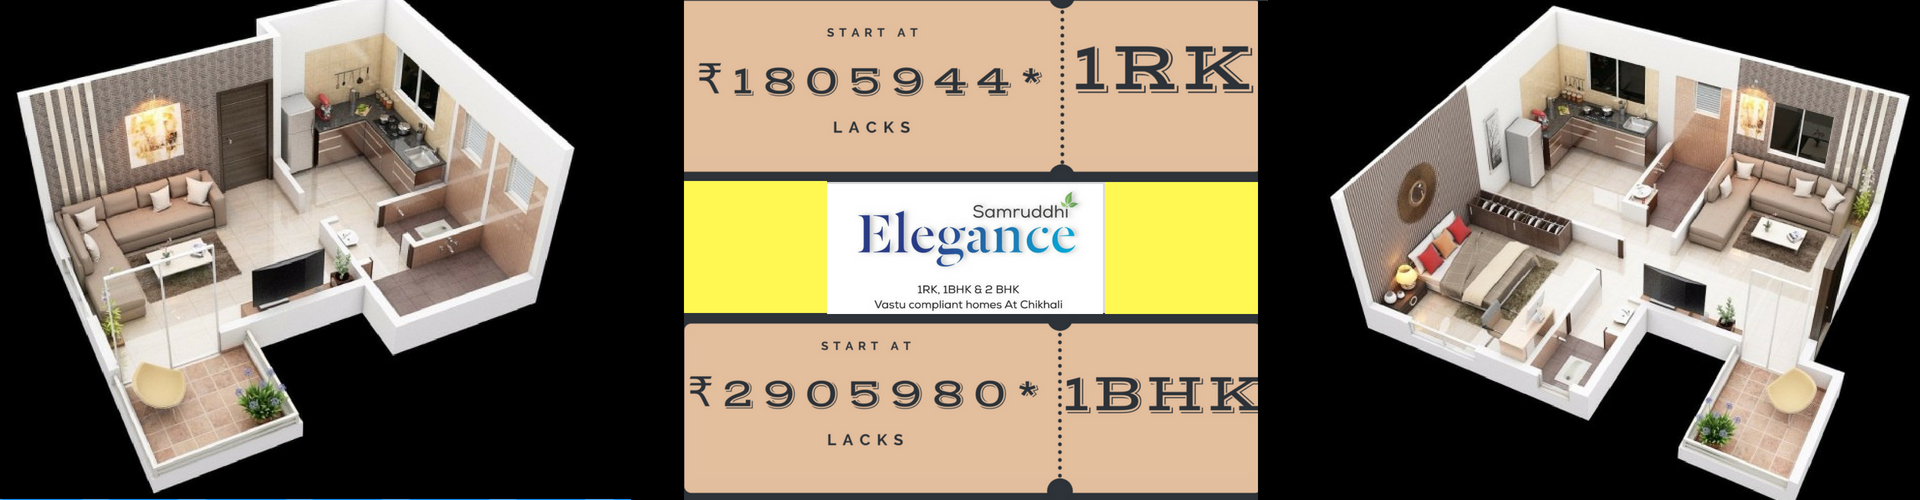 START AT
₹1805944*
LACKS
1RK
Samruddhi
Elegance
1RK, 1BHK & 2 BHK
Vastu compliant homes At Chikhali
START AT
₹2905980*
LACKS
1BHK